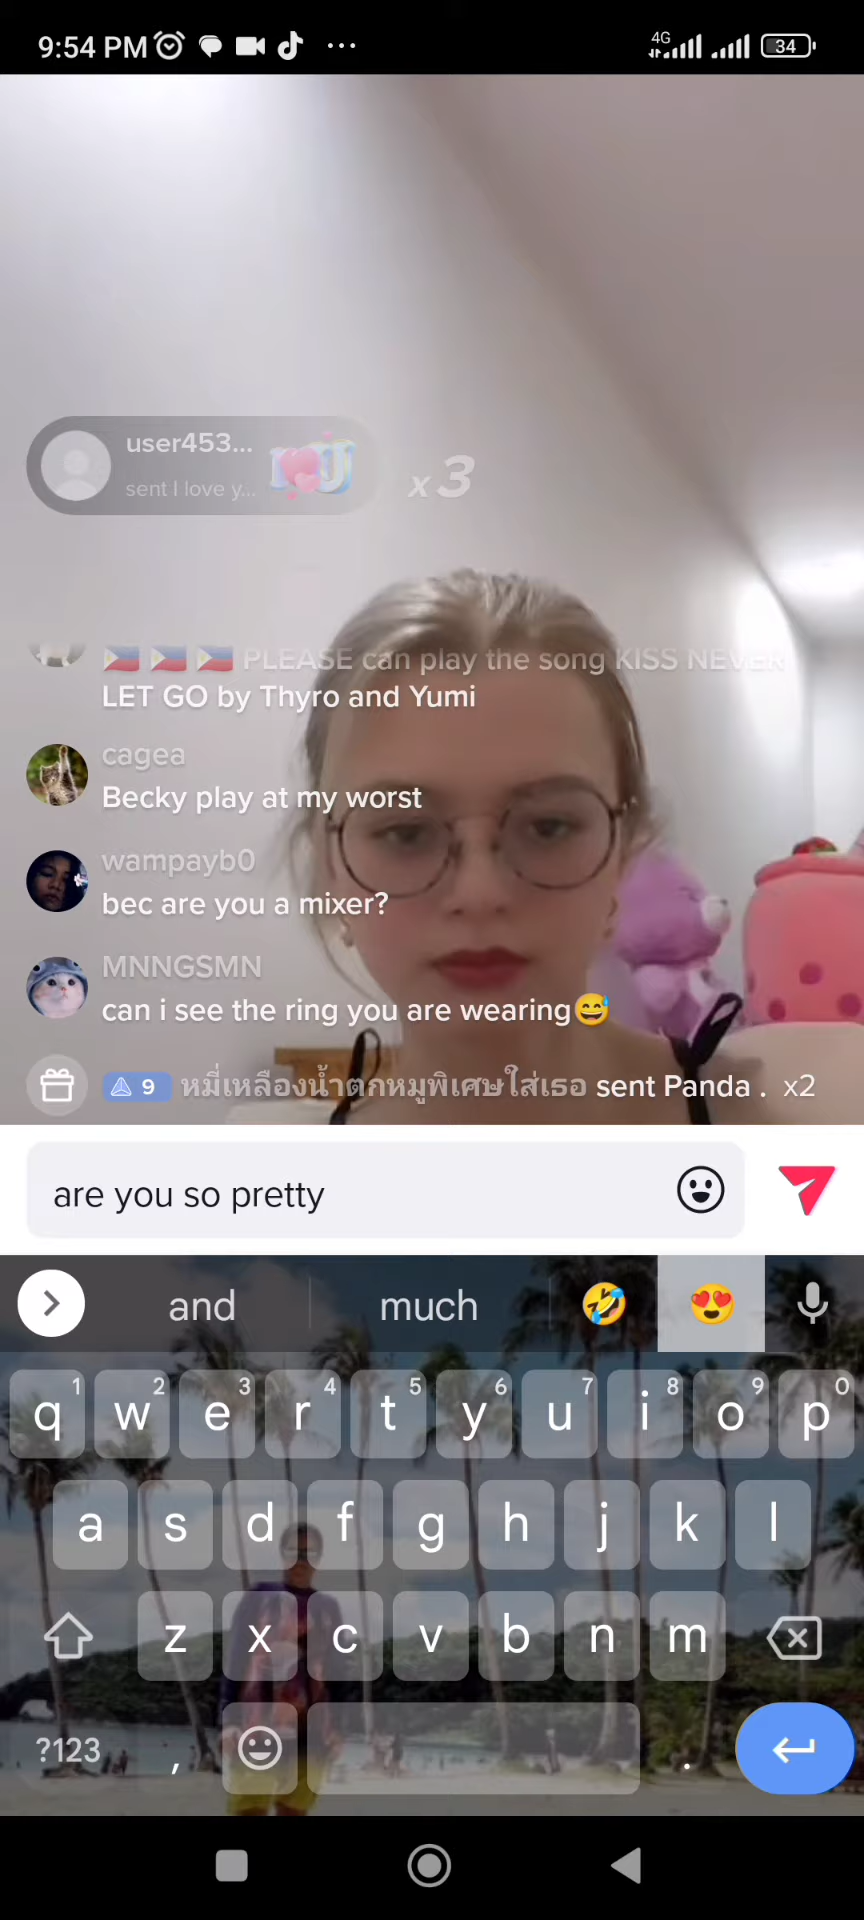 9:54 PM
4G
34
user453...
sent I love y...
x3
🇵🇭 🇵🇭 🇵🇭 PLEASE can play the song KISS NEVER
LET GO by Thyro and Yumi
cagea
Becky play at my worst
wampayb0
bec are you a mixer?
MNNGSMN
can i see the ring you are wearing😅
9 หมี่เหลืองน้ำตกหมูพิเศษใส่เธอ sent Panda . x2
are you so pretty
and much 🤣 😍
1 2 3 4 5 6 7 8 9 0
q w e r t y u i o p
a s d f g h j k l
z x c v b n m
?123 , .